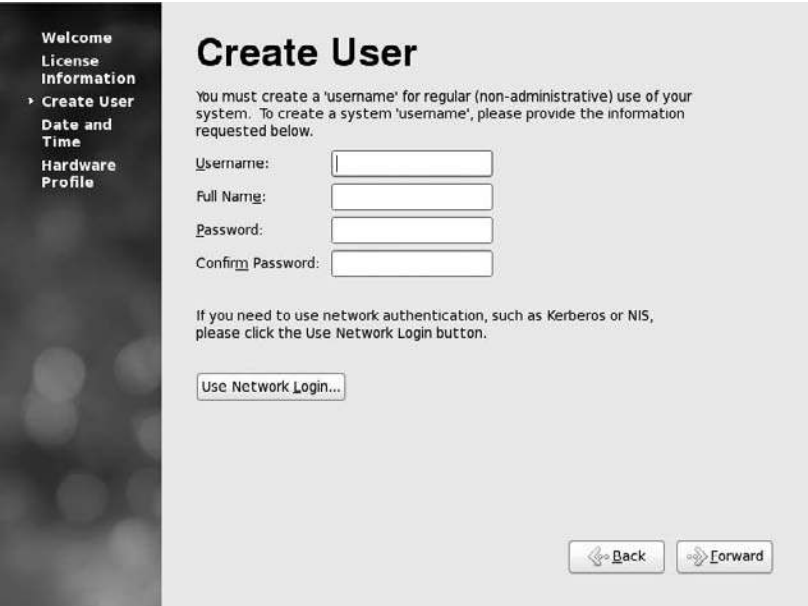 Welcome
License
Information
Create User
Date and
Time
Hardware
Profile
Create User
You must create a 'username' for regular (non-administrative) use of your
system. To create a system 'username', please provide the information
requested below.
Username:
Full Name:
Password:
Confirm Password:
If you need to use network authentication, such as Kerberos or NIS,
please click the Use Network Login button.
Use Network Login...
Back
Forward